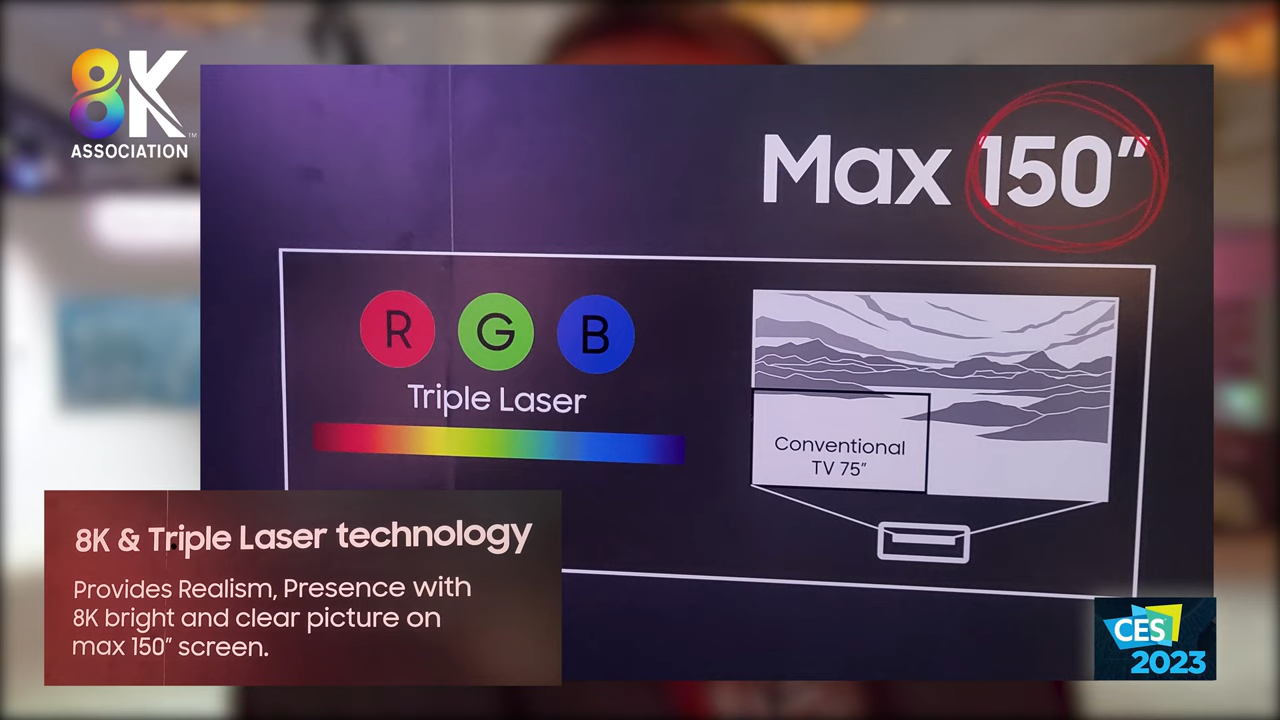 8K
ASSOCIATION
TM
Max 150"
R G B
Triple Laser
Conventional
TV 75"
8K & Triple Laser technology
Provides Realism, Presence with
8K bright and clear picture on
max 150" screen.
CES
2023